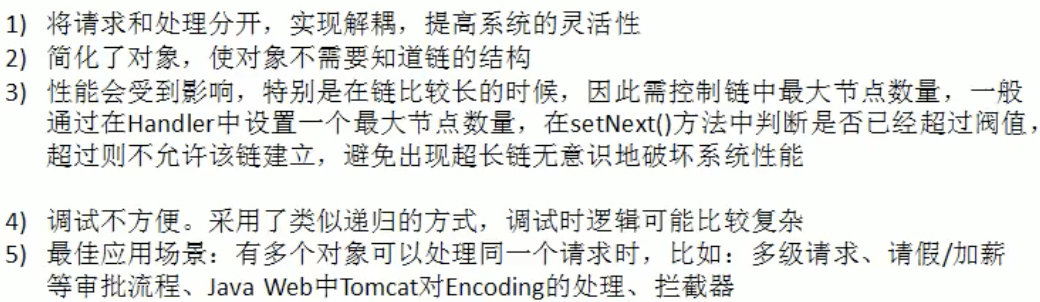 1) 将请求和处理分开，实现解耦，提高系统的灵活性
2) 简化了对象，使对象不需要知道链的结构
3) 性能会受到影响，特别是在链比较长的时候，因此需控制链中最大节点数量，一般
通过在Handler中设置一个最大节点数量，在setNext()方法中判断是否已经超过阀值，
超过则不允许该链建立，避免出现超长链无意识地破坏系统性能
4) 调试不方便。采用了类似递归的方式，调试时逻辑可能比较复杂
5) 最佳应用场景：有多个对象可以处理同一个请求时，比如：多级请求、请假/加薪
等审批流程、Java Web中Tomcat对Encoding的处理、拦截器